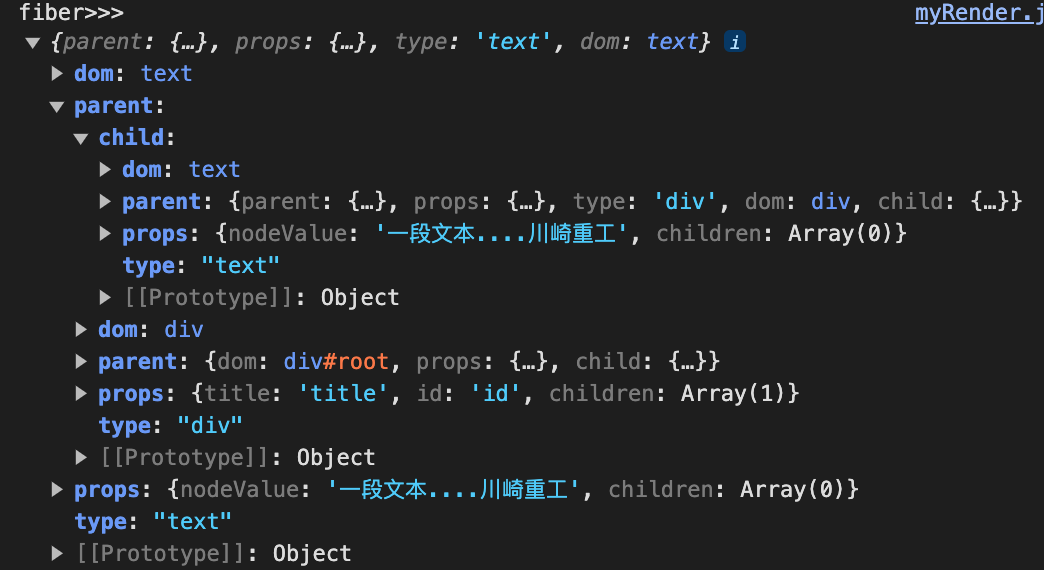 fiber>>> myRender.j
{parent: {…}, props: {…}, type: 'text', dom: text} i
dom: text
parent:
child:
dom: text
parent: {parent: {…}, props: {…}, type: 'div', dom: div, child: {…}}
props: {nodeValue: '一段文本....川崎重工', children: Array(0)}
type: "text"
[[Prototype]]: Object
dom: div
parent: {dom: div#root, props: {…}, child: {…}}
props: {title: 'title', id: 'id', children: Array(1)}
type: "div"
[[Prototype]]: Object
props: {nodeValue: '一段文本....川崎重工', children: Array(0)}
type: "text"
[[Prototype]]: Object